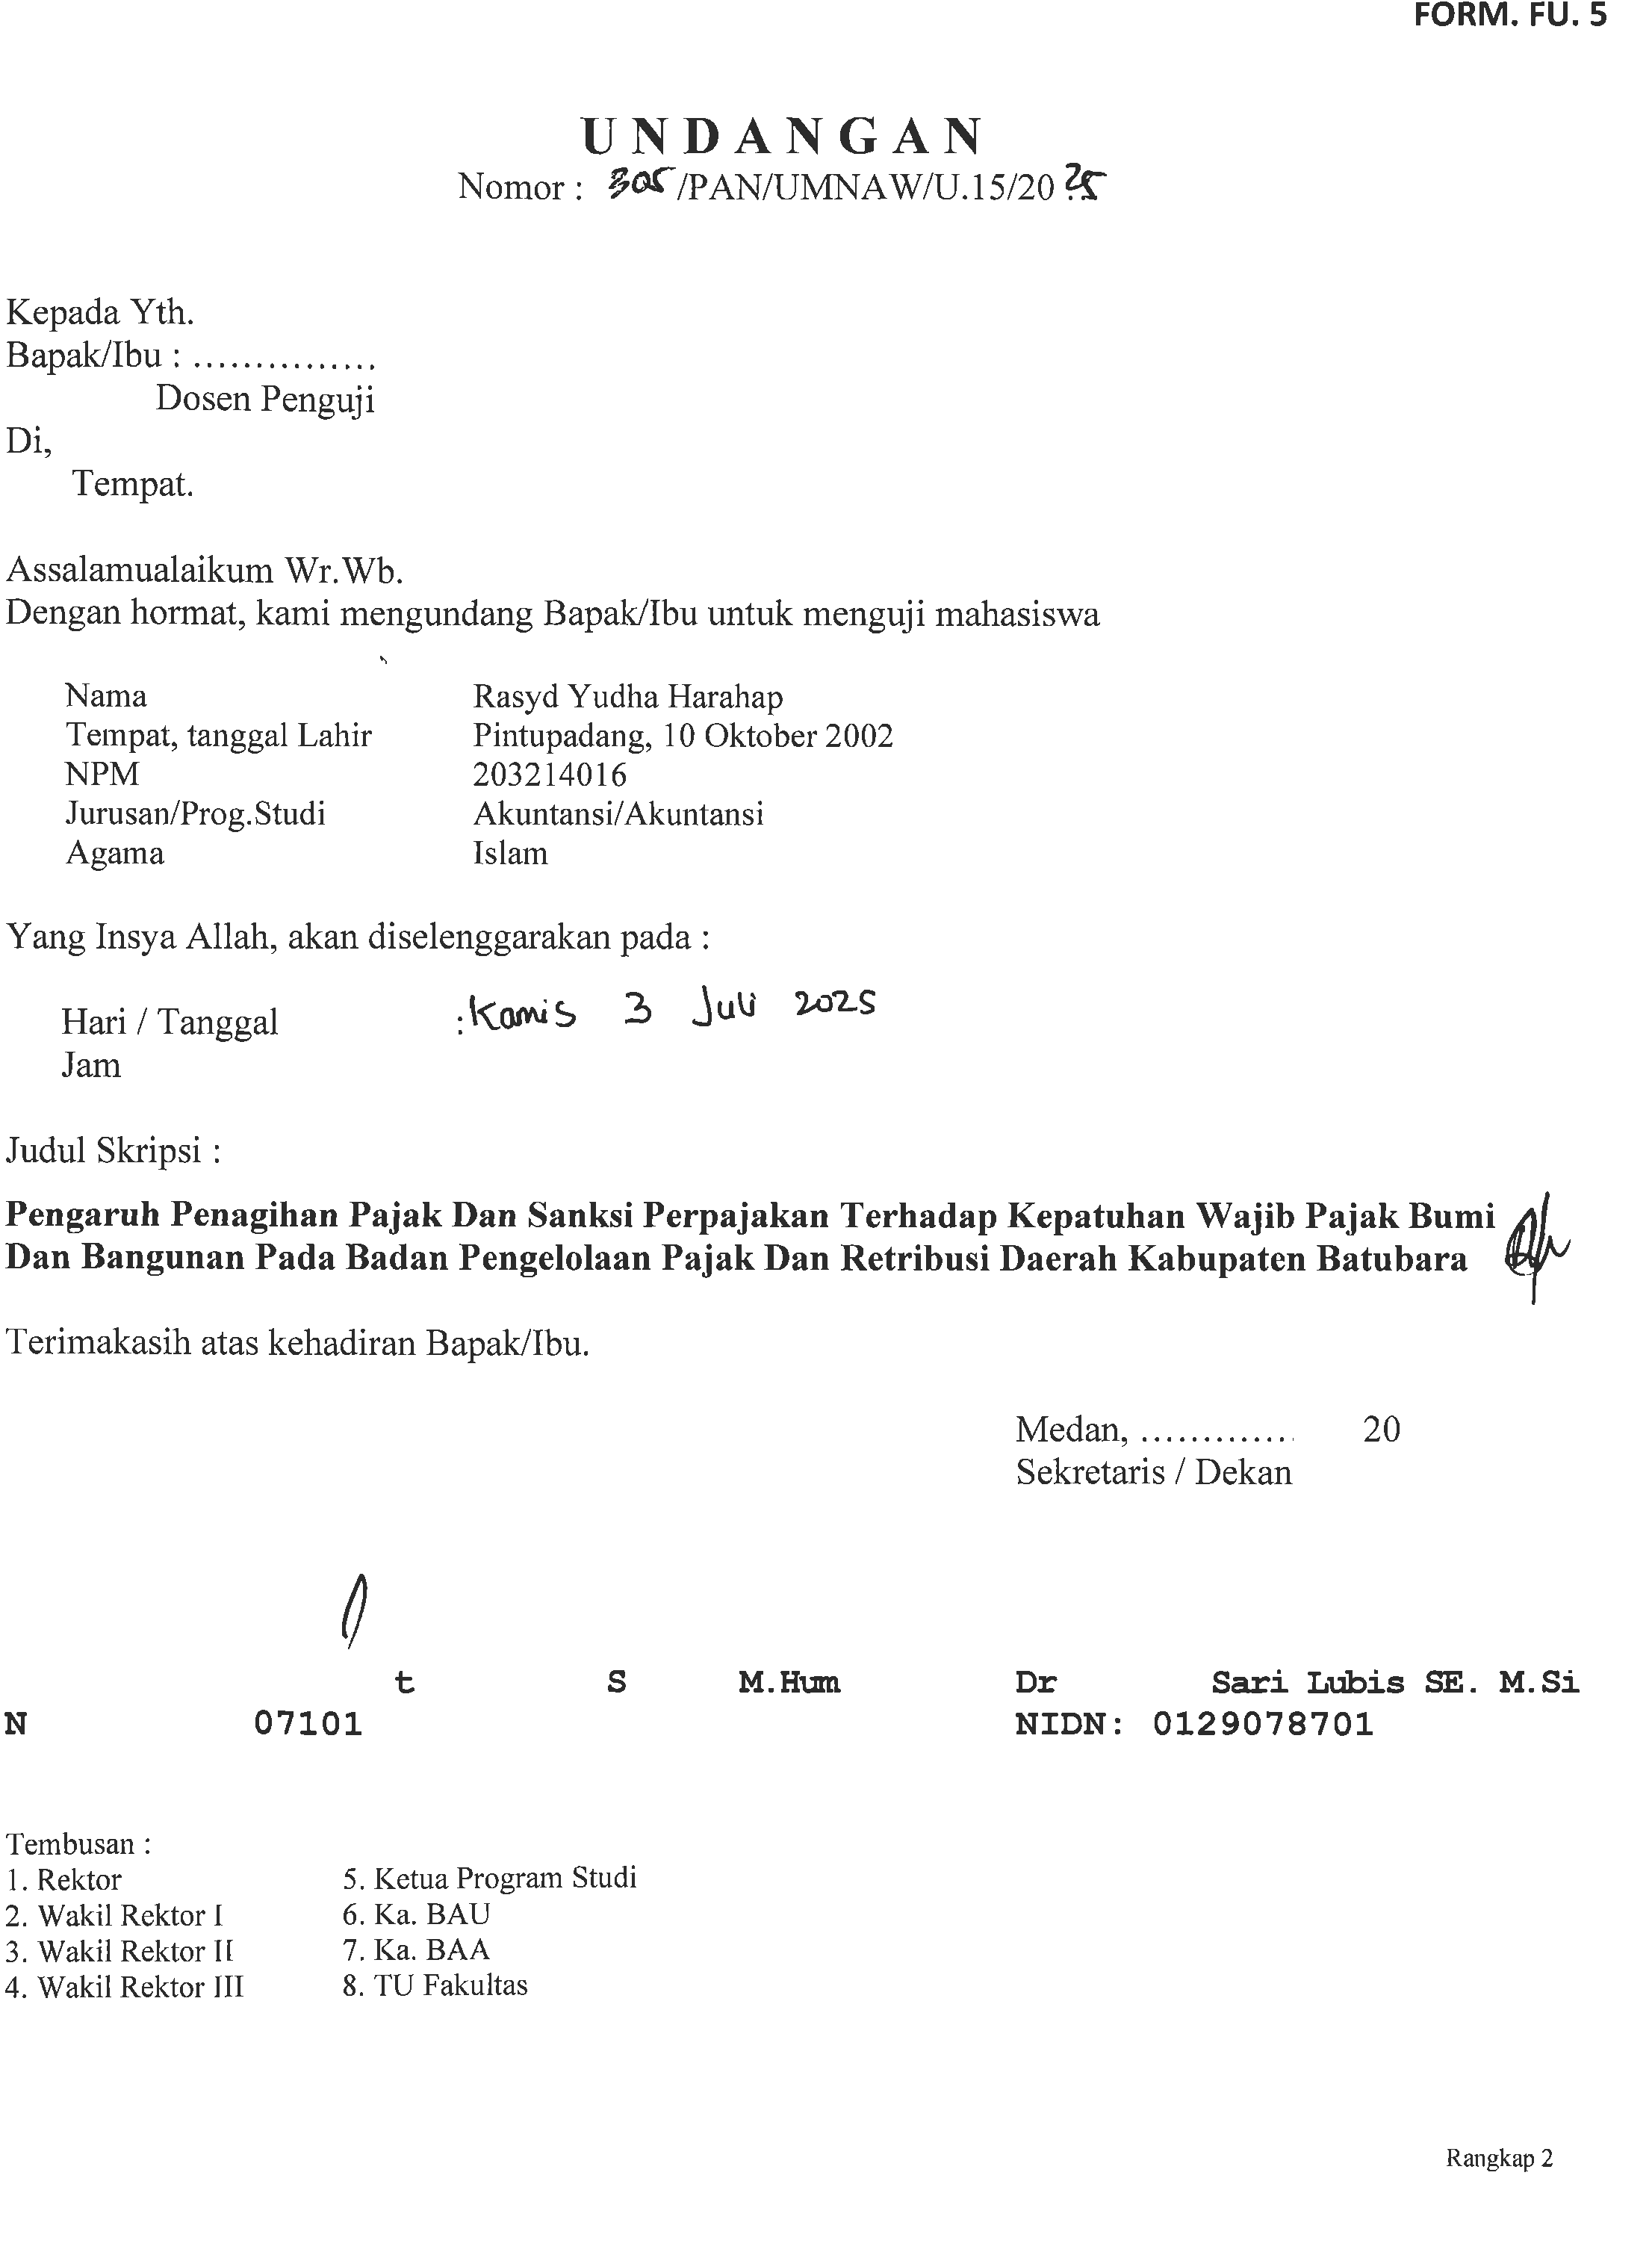 FORM. FU. 5
U N D A N G A N
Nomor : 305/PAN/UMNAW/U.15/20 25
Kepada Yth.
Bapak/Ibu : ...............
Dosen Penguji
Di,
Tempat.
Assalamualaikum Wr.Wb.
Dengan hormat, kami mengundang Bapak/Ibu untuk menguji mahasiswa
Nama Rasyd Yudha Harahap
Tempat, tanggal Lahir Pintupadang, 10 Oktober 2002
NPM 203214016
Jurusan/Prog.Studi Akuntansi/Akuntansi
Agama Islam
Yang Insya Allah, akan diselenggarakan pada :
Hari / Tanggal : Kamis 3 Juli 2025
Jam
Judul Skripsi :
Pengaruh Penagihan Pajak Dan Sanksi Perpajakan Terhadap Kepatuhan Wajib Pajak Bumi
Dan Bangunan Pada Badan Pengelolaan Pajak Dan Retribusi Daerah Kabupaten Batubara
Terimakasih atas kehadiran Bapak/Ibu.
Medan, ............. 20
Sekretaris / Dekan
t S M.Hum Dr Sari Lubis SE. M.Si
N 07101 NIDN: 0129078701
Tembusan :
1. Rektor 5. Ketua Program Studi
2. Wakil Rektor I 6. Ka. BAU
3. Wakil Rektor II 7. Ka. BAA
4. Wakil Rektor III 8. TU Fakultas
Rangkap 2